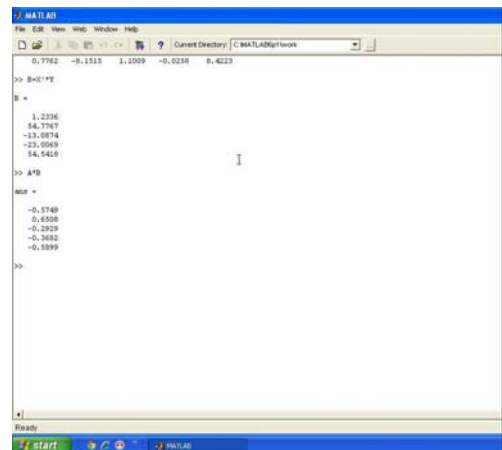 MATLAB
File Edit View Web Window Help
? Current Directory: C:\MATLAB6p1\work
0.7762 -8.1515 1.1009 -0.0258 8.4223
>> B=X'*Y
B =
1.2336
54.7767
-13.0874
-23.0069
54.5418
>> A*B
ans =
-0.5749
0.6508
-0.2929
-0.3682
-0.5899
>>
Ready
start MATLAB